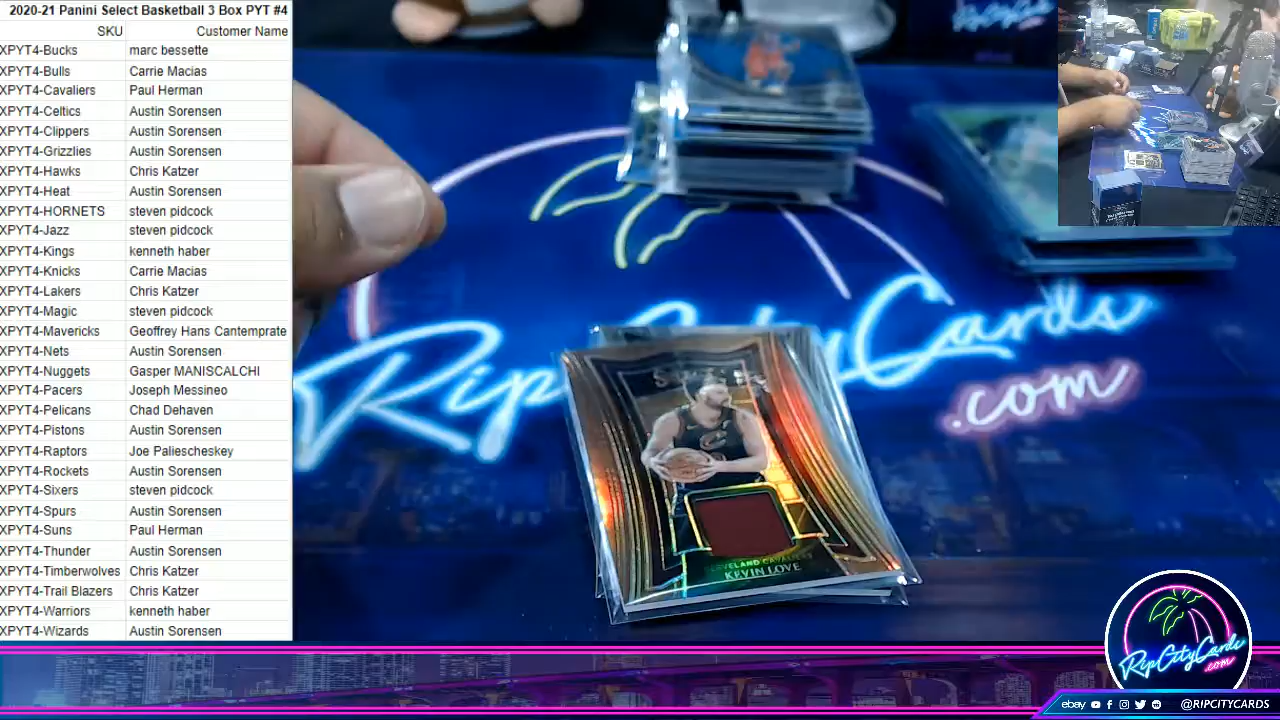 2020-21 Panini Select Basketball 3 Box PYT #4
SKU Customer Name
XPYT4-Bucks marc bessette
XPYT4-Bulls Carrie Macias
XPYT4-Cavaliers Paul Herman
XPYT4-Celtics Austin Sorensen
XPYT4-Clippers Austin Sorensen
XPYT4-Grizzlies Austin Sorensen
XPYT4-Hawks Chris Katzer
XPYT4-Heat Austin Sorensen
XPYT4-HORNETS steven pidcock
XPYT4-Jazz steven pidcock
XPYT4-Kings kenneth haber
XPYT4-Knicks Carrie Macias
XPYT4-Lakers Chris Katzer
XPYT4-Magic steven pidcock
XPYT4-Mavericks Geoffrey Hans Cantemprate
XPYT4-Nets Austin Sorensen
XPYT4-Nuggets Gasper MANISCALCHI
XPYT4-Pacers Joseph Messineo
XPYT4-Pelicans Chad Dehaven
XPYT4-Pistons Austin Sorensen
XPYT4-Raptors Joe Paliescheskey
XPYT4-Rockets Austin Sorensen
XPYT4-Sixers steven pidcock
XPYT4-Spurs Austin Sorensen
XPYT4-Suns Paul Herman
XPYT4-Thunder Austin Sorensen
XPYT4-Timberwolves Chris Katzer
XPYT4-Trail Blazers Chris Katzer
XPYT4-Warriors kenneth haber
XPYT4-Wizards Austin Sorensen
Cards
.com
CLEVELAND CAVALIERS
KEVIN LOVE
RipCityCards
.com
ebay @RIPCITYCARDS